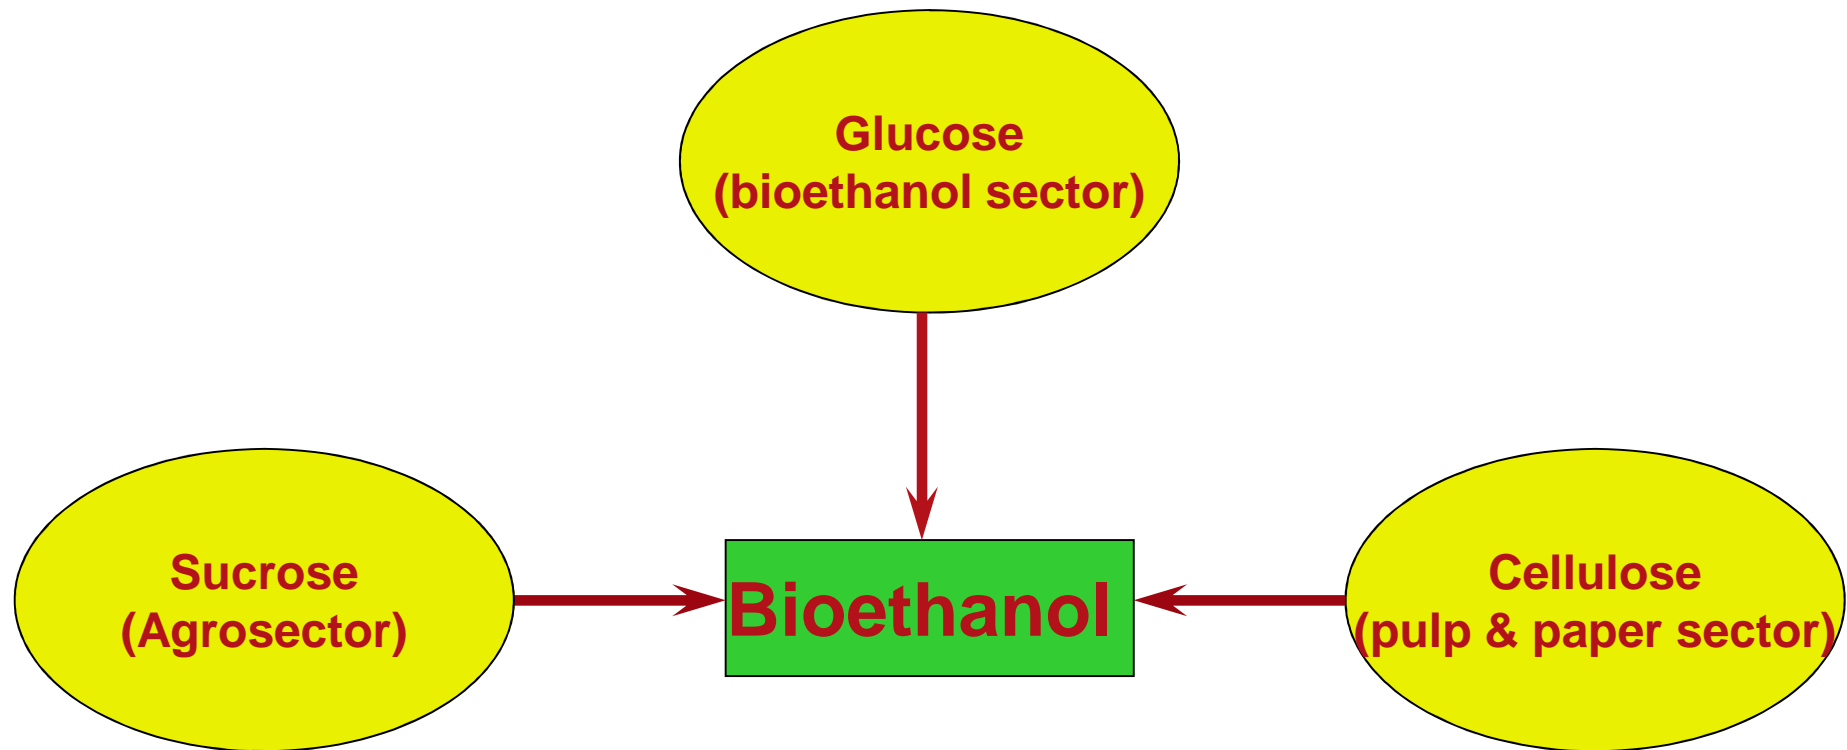 Glucose
(bioethanol sector)
Sucrose
(Agrosector)
Bioethanol
Cellulose
(pulp & paper sector)